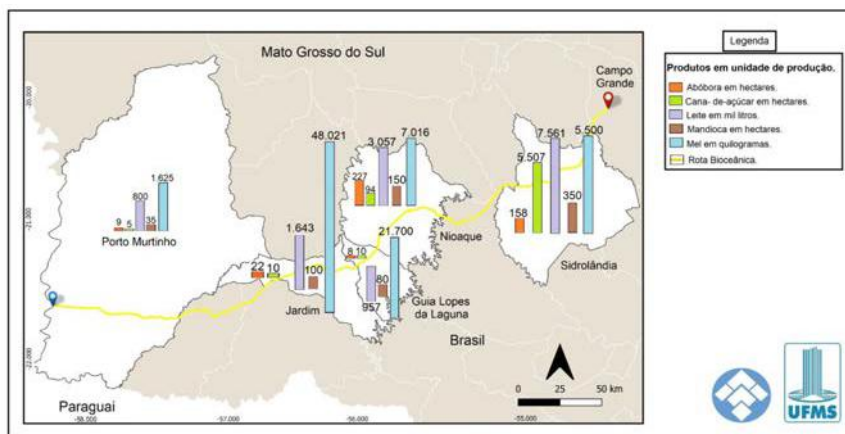 Mato Grosso do Sul
Campo
Grande
-20.000
-21.000
-22.000
9
5
800
35
1.625
Porto Murtinho
22
10
1.643
100
48.021
Jardim
227
94
3.057
150
7.016
Nioaque
8
10
957
80
21.700
Guia Lopes
da Laguna
158
5.507
7.561
350
5.500
Sidrolândia
Brasil
Paraguai
0 25 50 km
-58.000
-57.000
-56.000
-55.000
Legenda
Produtos em unidade de produção.
Abóbora em hectares.
Cana- de-açúcar em hectares.
Leite em mil litros.
Mandioca em hectares.
Mel em quilogramas.
Rota Bioceânica.
UFMS